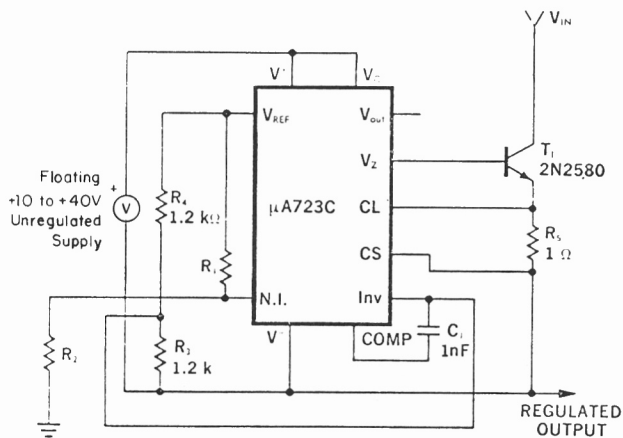 V_IN
V⁺
V_C
V_REF
V_out
V_Z
T₁
2N2580
Floating
+10 to +40V
Unregulated
Supply
+
V
R₄
1.2 kΩ
μA723C
CL
R₅
1 Ω
R₁
CS
N.I.
Inv
V⁻
COMP
C₁
1nF
R₂
R₃
1.2 k
REGULATED
OUTPUT